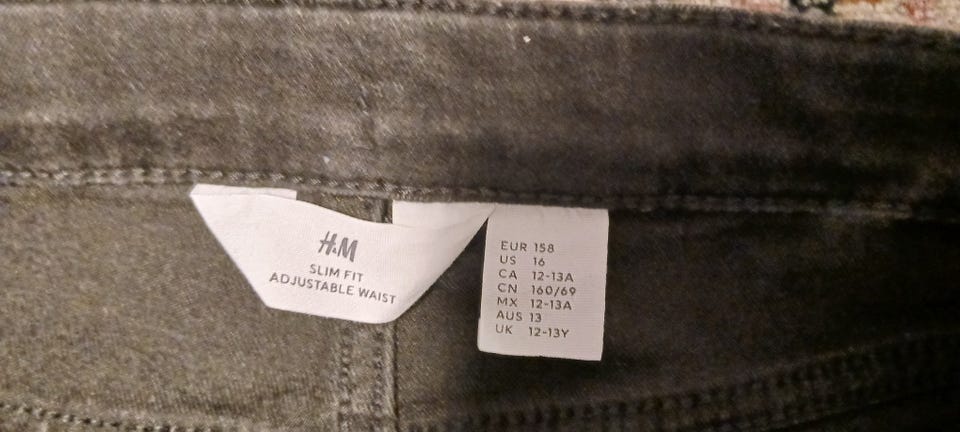 H&M
SLIM FIT
ADJUSTABLE WAIST
EUR 158
US 16
CA 12-13A
CN 160/69
MX 12-13A
AUS 13
UK 12-13Y